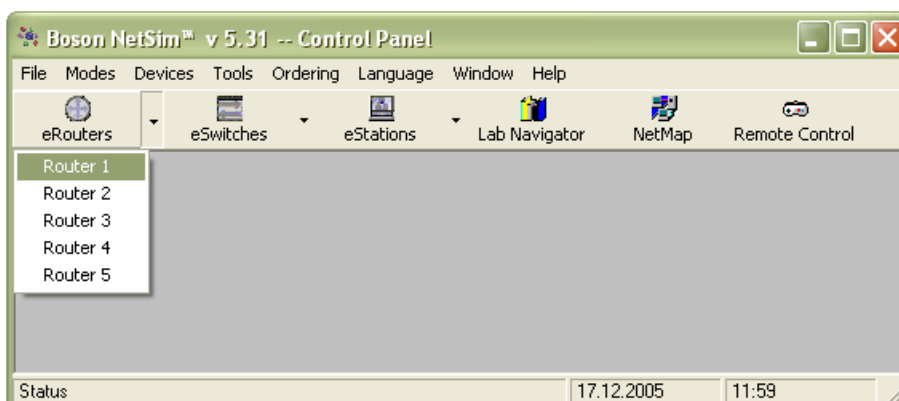 Boson NetSim™ v 5.31 -- Control Panel
File Modes Devices Tools Ordering Language Window Help
eRouters eSwitches eStations Lab Navigator NetMap Remote Control
Router 1
Router 2
Router 3
Router 4
Router 5
Status 17.12.2005 11:59